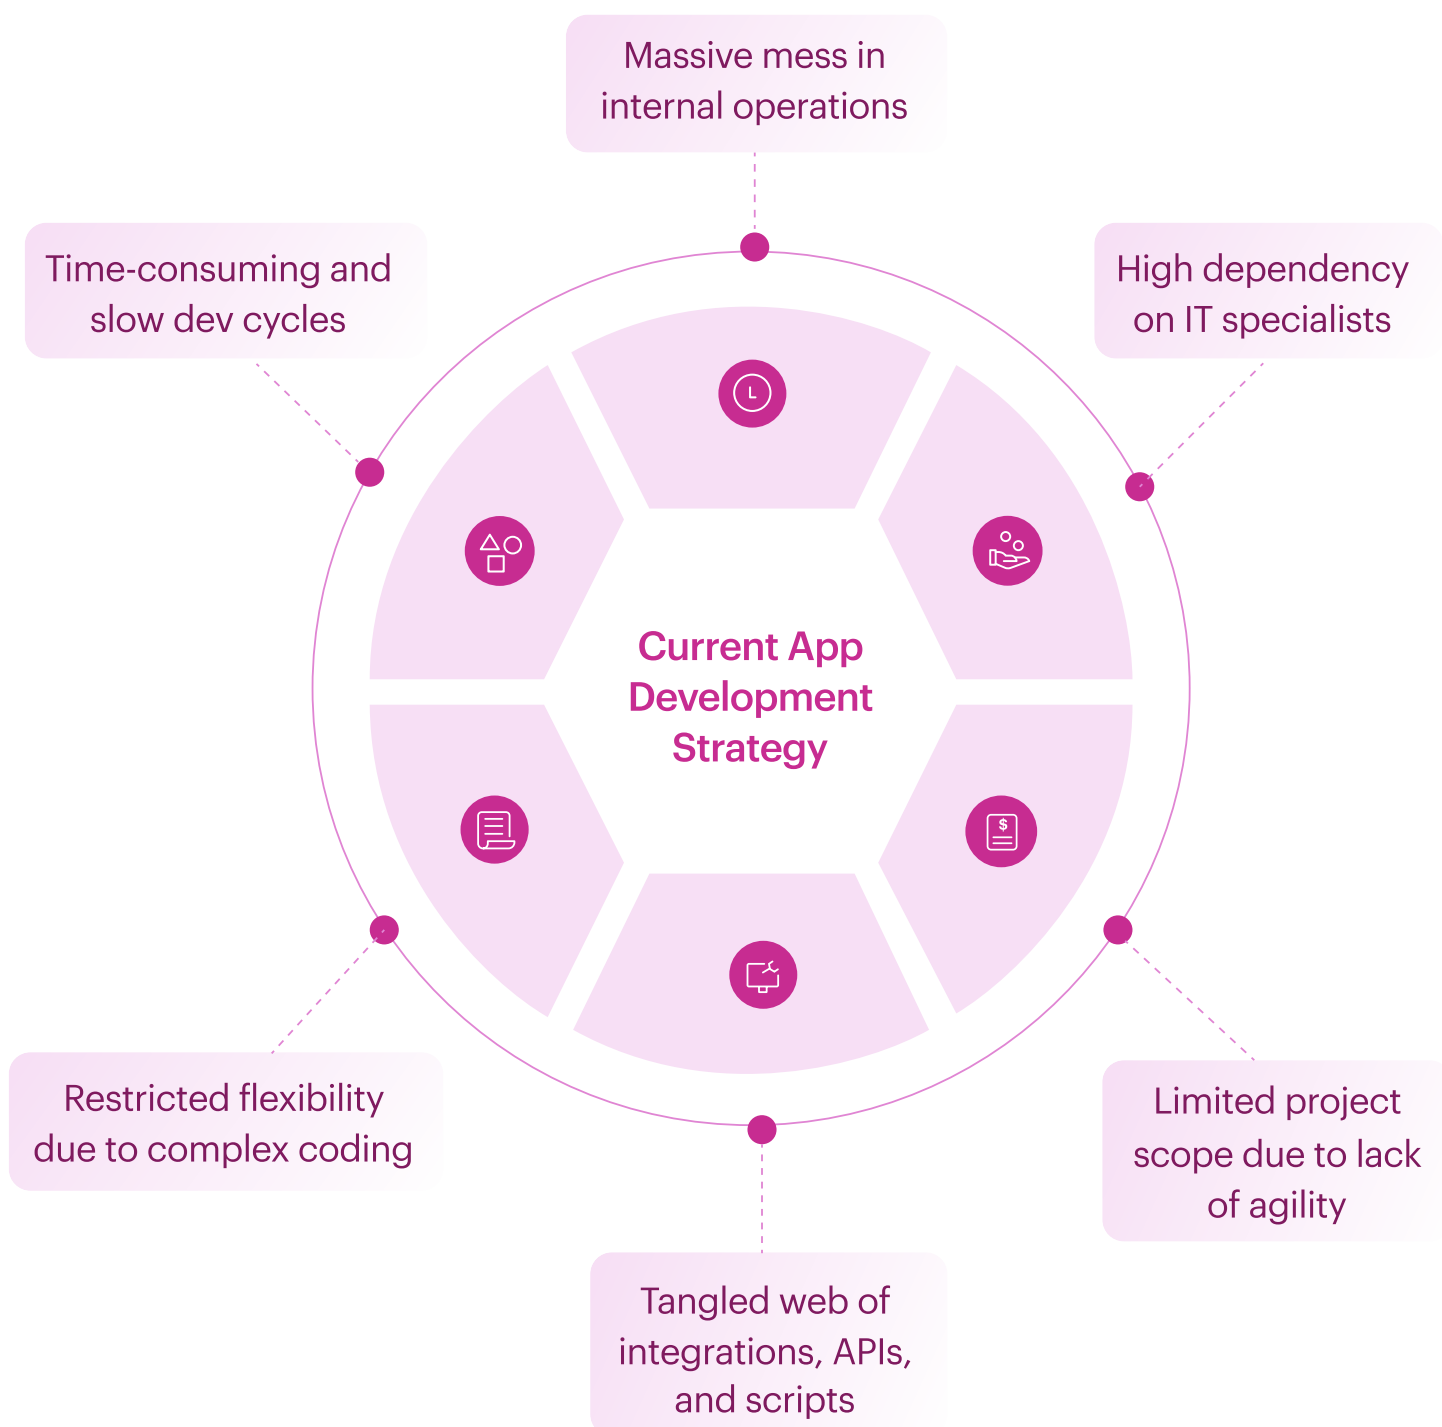 Massive mess in
internal operations
Time-consuming and
slow dev cycles
High dependency
on IT specialists
Current App
Development
Strategy
$
Restricted flexibility
due to complex coding
Limited project
scope due to lack
of agility
Tangled web of
integrations, APIs,
and scripts